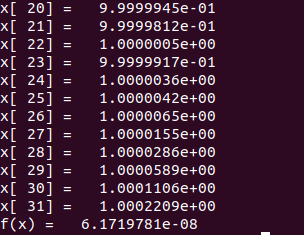 x[ 20] =   9.9999945e-01
x[ 21] =   9.9999812e-01
x[ 22] =   1.0000005e+00
x[ 23] =   9.9999917e-01
x[ 24] =   1.0000036e+00
x[ 25] =   1.0000042e+00
x[ 26] =   1.0000065e+00
x[ 27] =   1.0000155e+00
x[ 28] =   1.0000286e+00
x[ 29] =   1.0000589e+00
x[ 30] =   1.0001106e+00
x[ 31] =   1.0002209e+00
f(x) =   6.1719781e-08